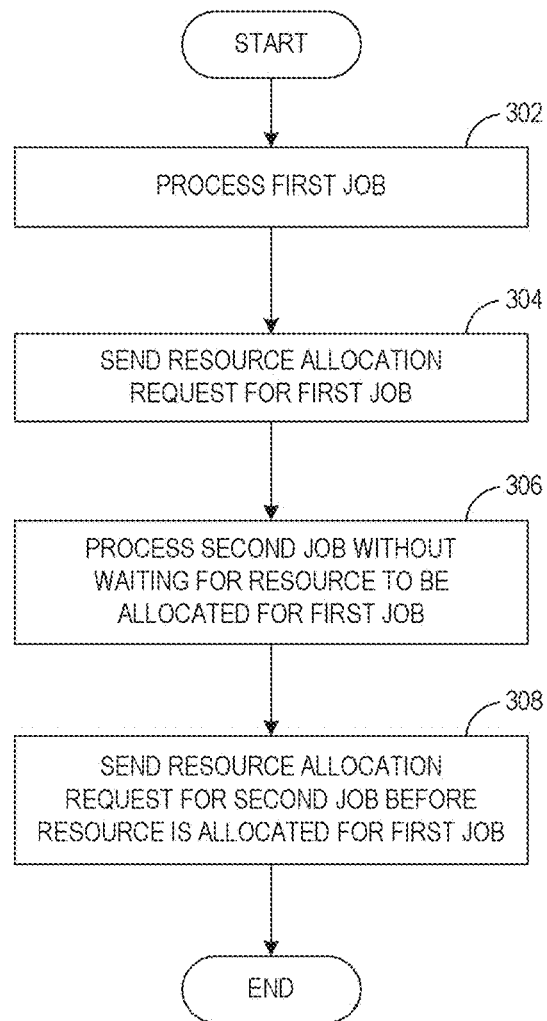 START
302
PROCESS FIRST JOB
304
SEND RESOURCE ALLOCATION
REQUEST FOR FIRST JOB
306
PROCESS SECOND JOB WITHOUT
WAITING FOR RESOURCE TO BE
ALLOCATED FOR FIRST JOB
308
SEND RESOURCE ALLOCATION
REQUEST FOR SECOND JOB BEFORE
RESOURCE IS ALLOCATED FOR FIRST JOB
END